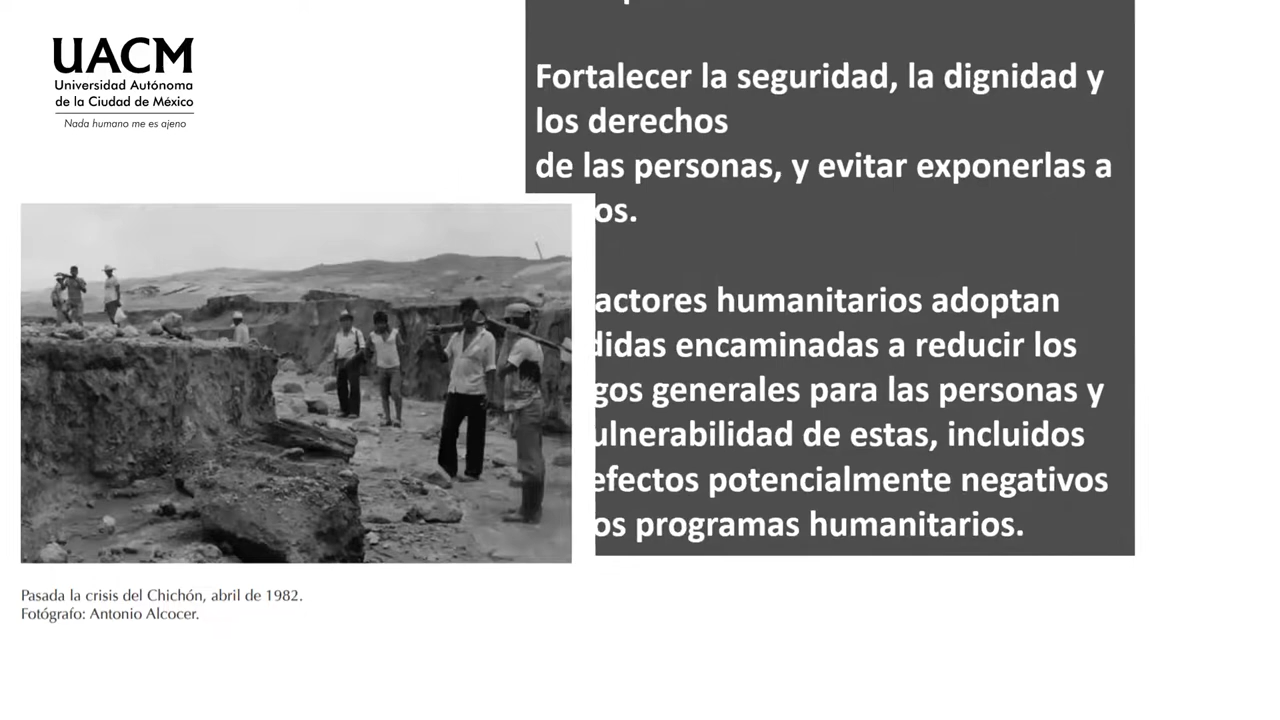 UACM
Universidad Autónoma
de la Ciudad de México
Nada humano me es ajeno
Fortalecer la seguridad, la dignidad y
los derechos
de las personas, y evitar exponerlas a
os.
actores humanitarios adoptan
didas encaminadas a reducir los
gos generales para las personas y
ulnerabilidad de estas, incluidos
efectos potencialmente negativos
os programas humanitarios.
Pasada la crisis del Chichón, abril de 1982.
Fotógrafo: Antonio Alcocer.